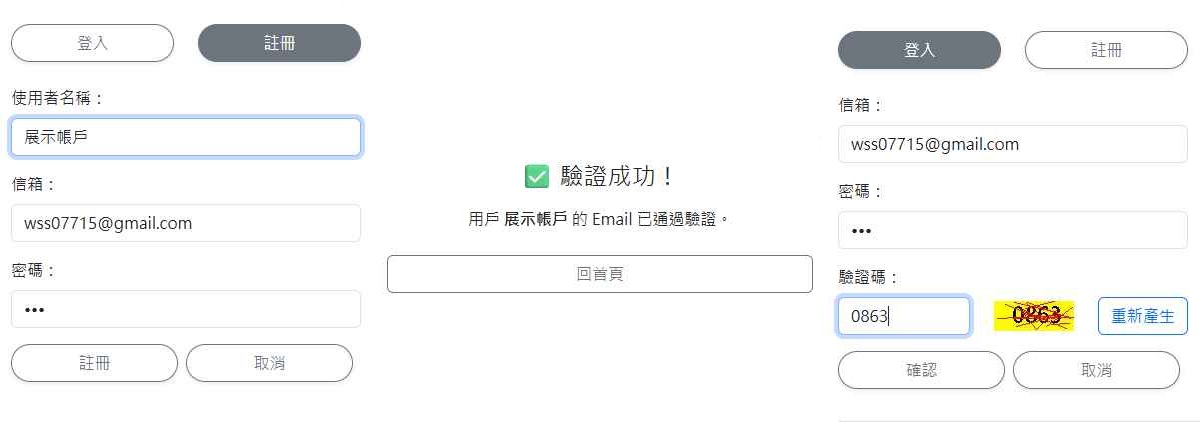 登入 註冊
使用者名稱：
展示帳戶
信箱：
wss07715@gmail.com
密碼：
•••
註冊 取消
✅ 驗證成功！
用戶 展示帳戶 的 Email 已通過驗證。
回首頁
登入 註冊
信箱：
wss07715@gmail.com
密碼：
•••
驗證碼：
0863 0863 重新產生
確認 取消